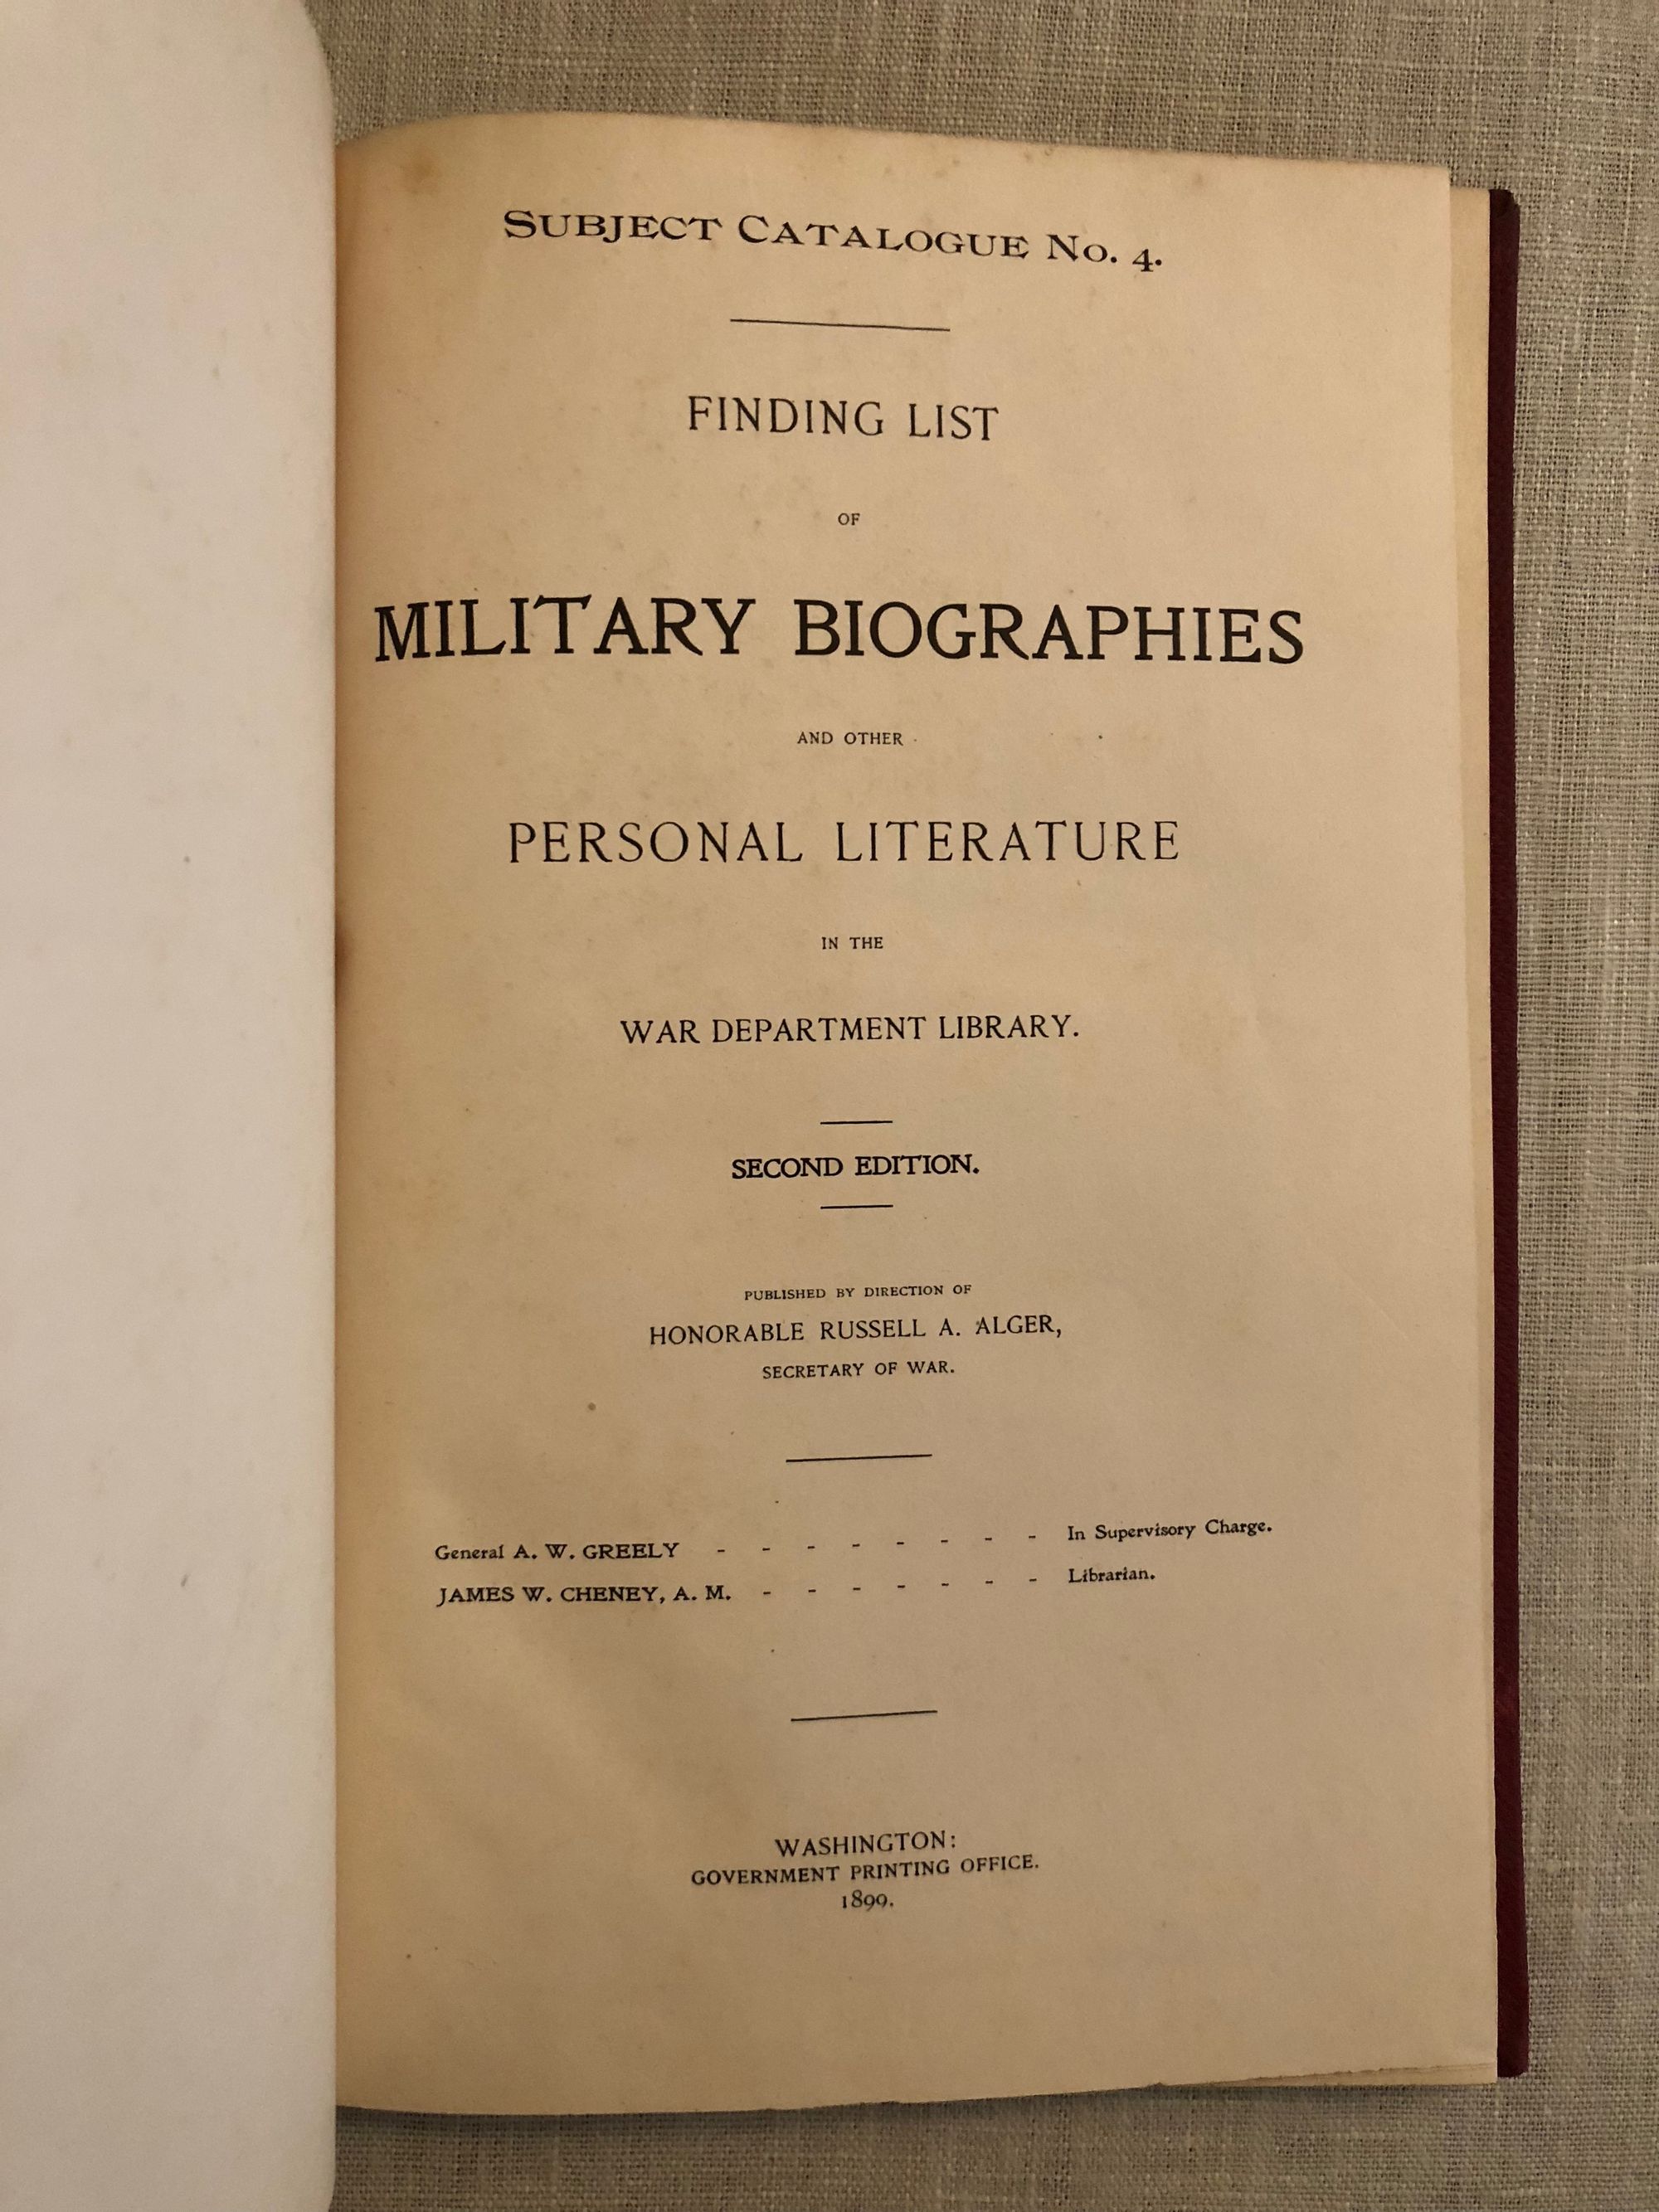 SUBJECT CATALOGUE No. 4.
FINDING LIST
OF
MILITARY BIOGRAPHIES
AND OTHER
PERSONAL LITERATURE
IN THE
WAR DEPARTMENT LIBRARY.
SECOND EDITION.
PUBLISHED BY DIRECTION OF
HONORABLE RUSSELL A. ALGER,
SECRETARY OF WAR.
General A. W. GREELY - - - - - - - - In Supervisory Charge.
JAMES W. CHENEY, A. M. - - - - - - - Librarian.
WASHINGTON:
GOVERNMENT PRINTING OFFICE.
1899.